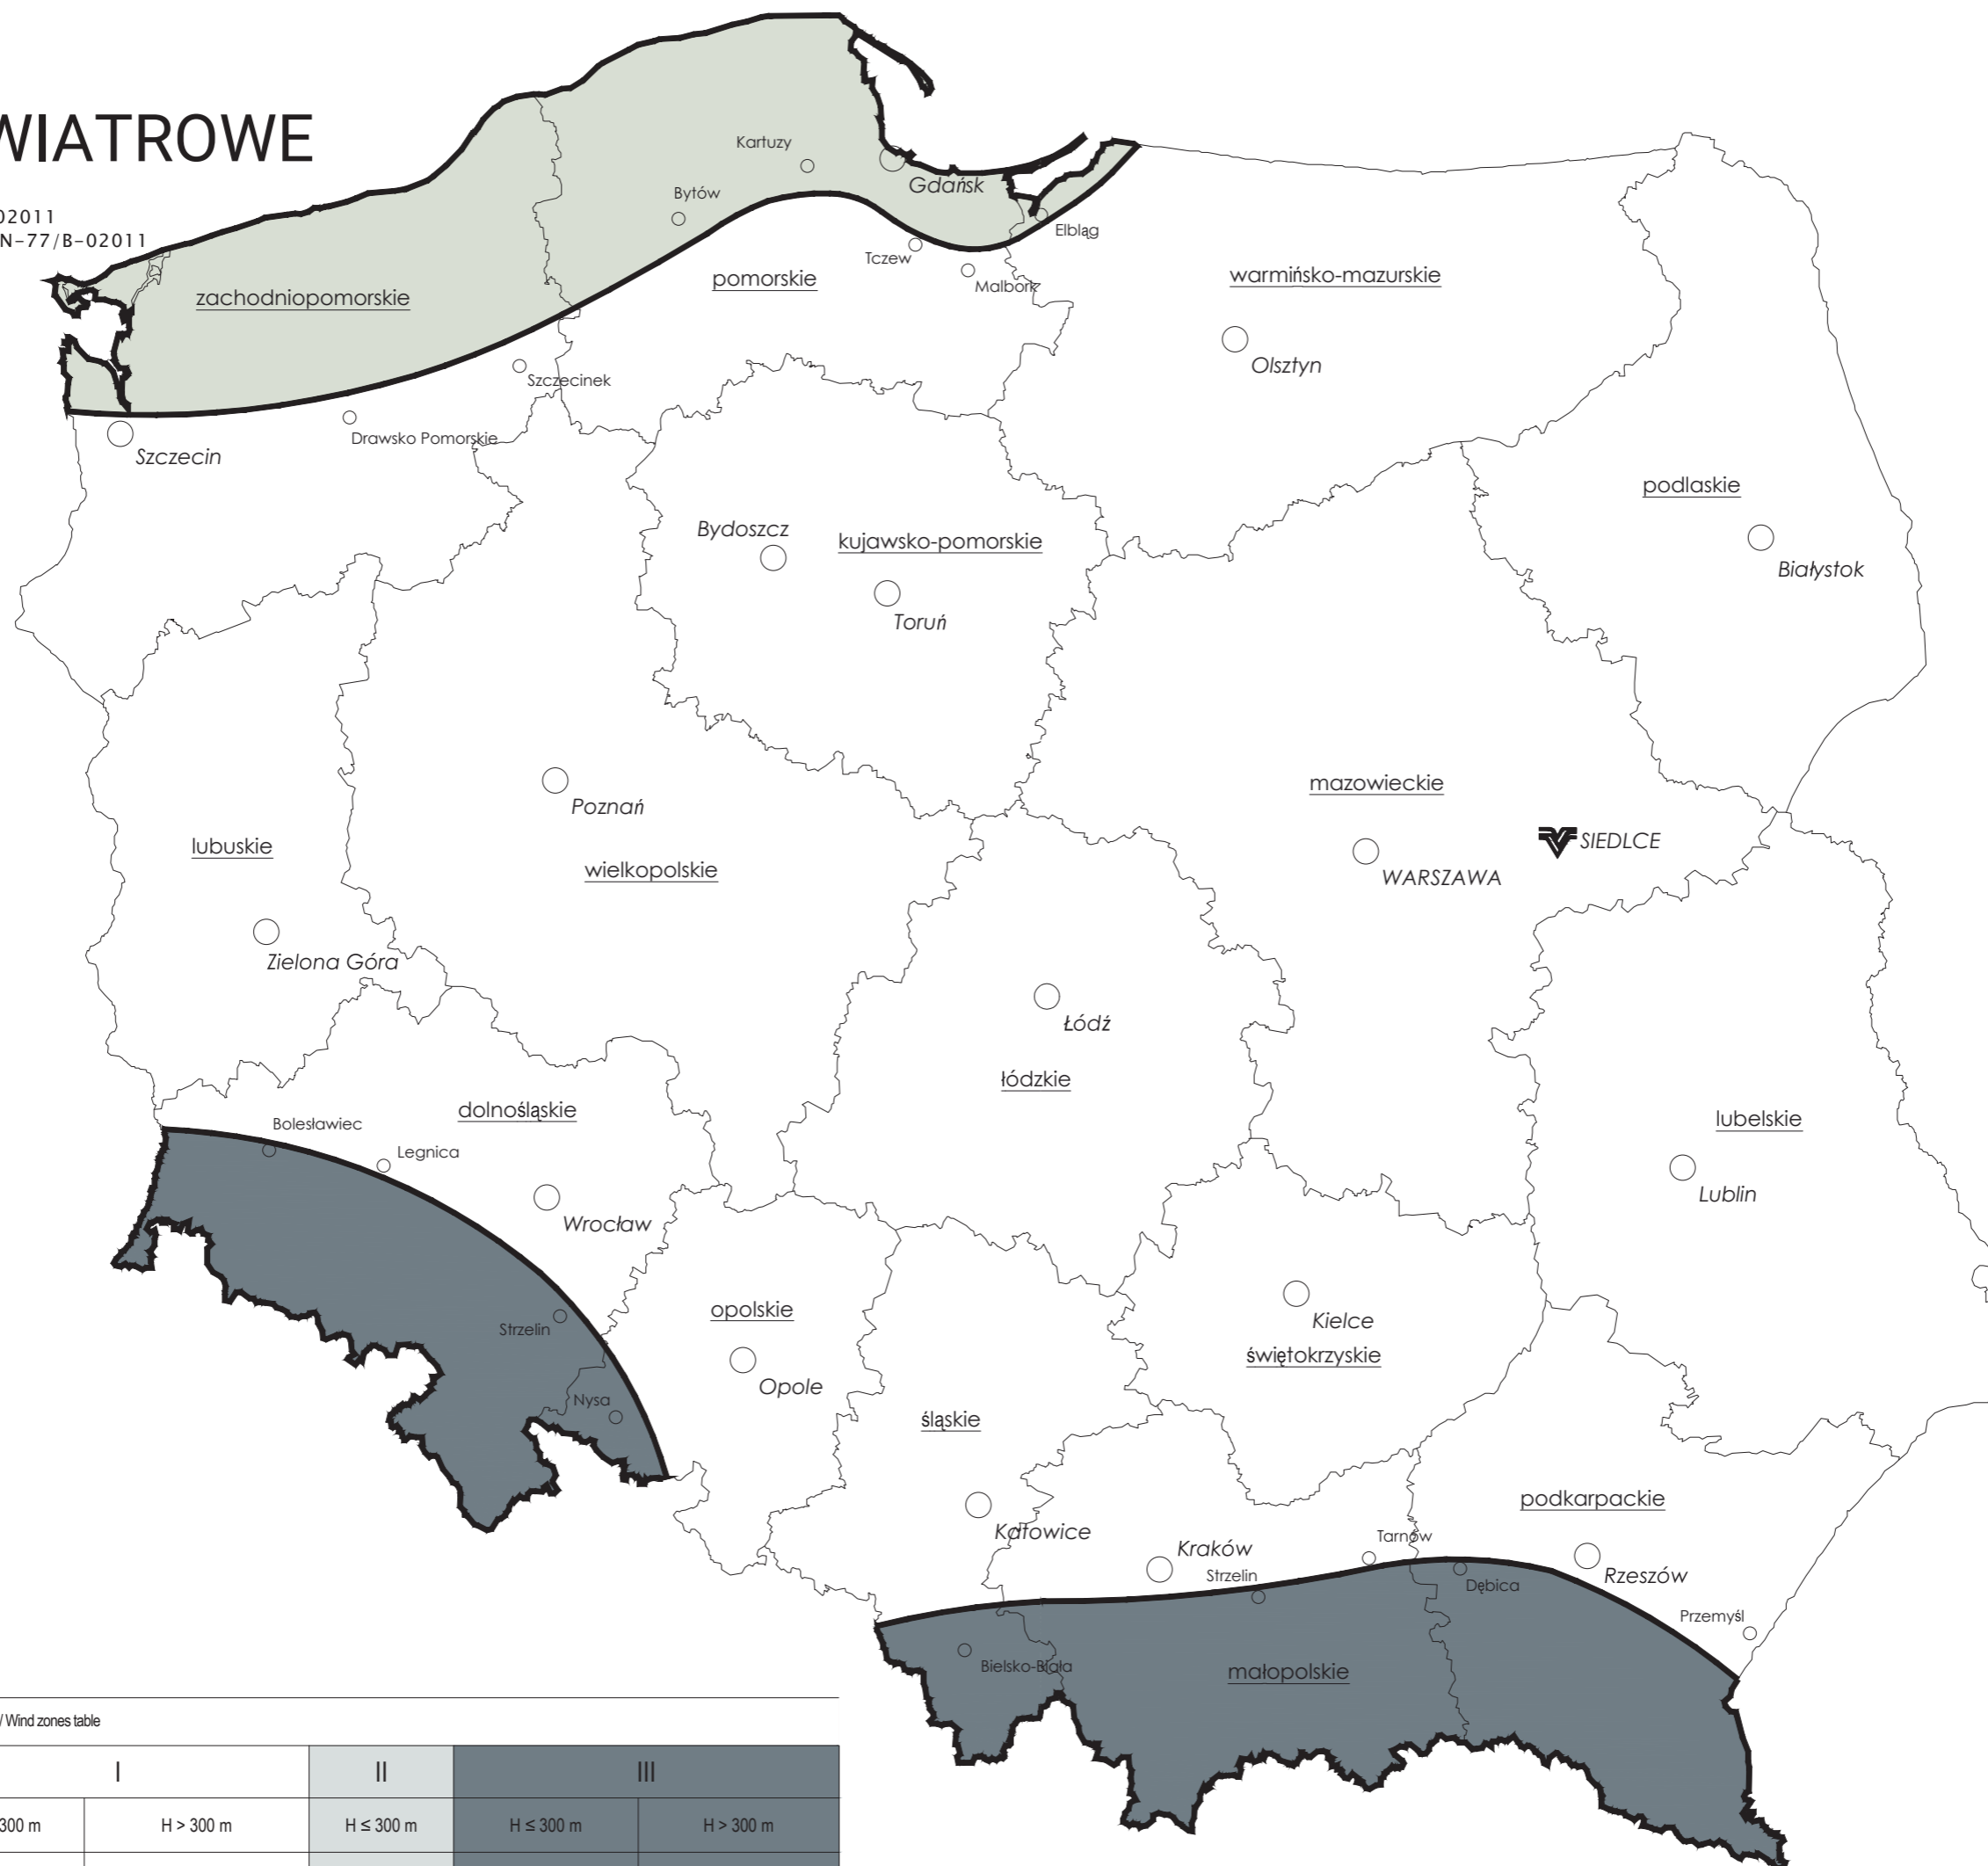 WIATROWE
02011
N-77/B-02011
Kartuzy
Gdańsk
Bytów
Elbląg
Tczew
Malbork
pomorskie
warmińsko-mazurskie
zachodniopomorskie
Olsztyn
Szczecinek
Drawsko Pomorskie
Szczecin
podlaskie
Bydoszcz
kujawsko-pomorskie
Białystok
Toruń
mazowieckie
Poznań
lubuskie
SIEDLCE
wielkopolskie
WARSZAWA
Zielona Góra
Łódź
łódzkie
dolnośląskie
lubelskie
Bolesławiec
Legnica
Lublin
Wrocław
opolskie
Strzelin
Kielce
świętokrzyskie
Opole
Nysa
śląskie
podkarpackie
Katowice
Tarnów
Kraków
Strzelin
Rzeszów
Dębica
Przemyśl
Bielsko-Biała
małopolskie
/ Wind zones table
I II III
300 m H > 300 m H ≤ 300 m H ≤ 300 m H > 300 m